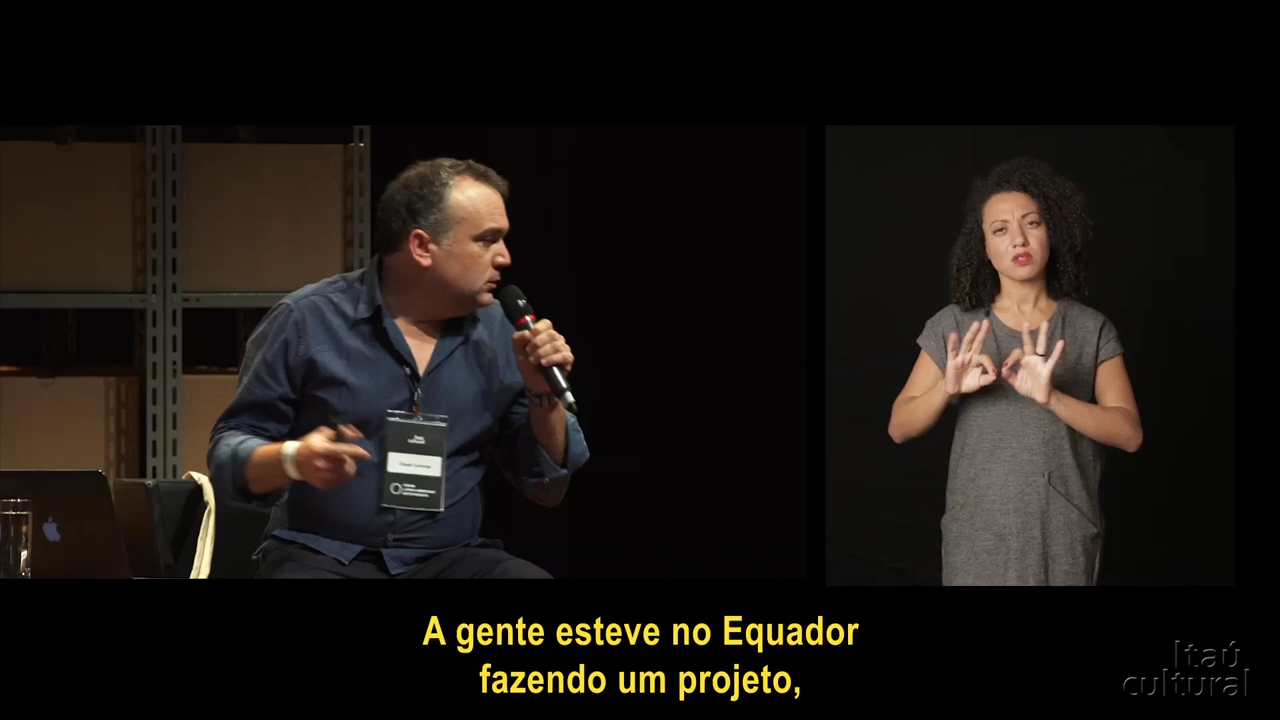 A gente esteve no Equador
fazendo um projeto,
Itaú
cultural